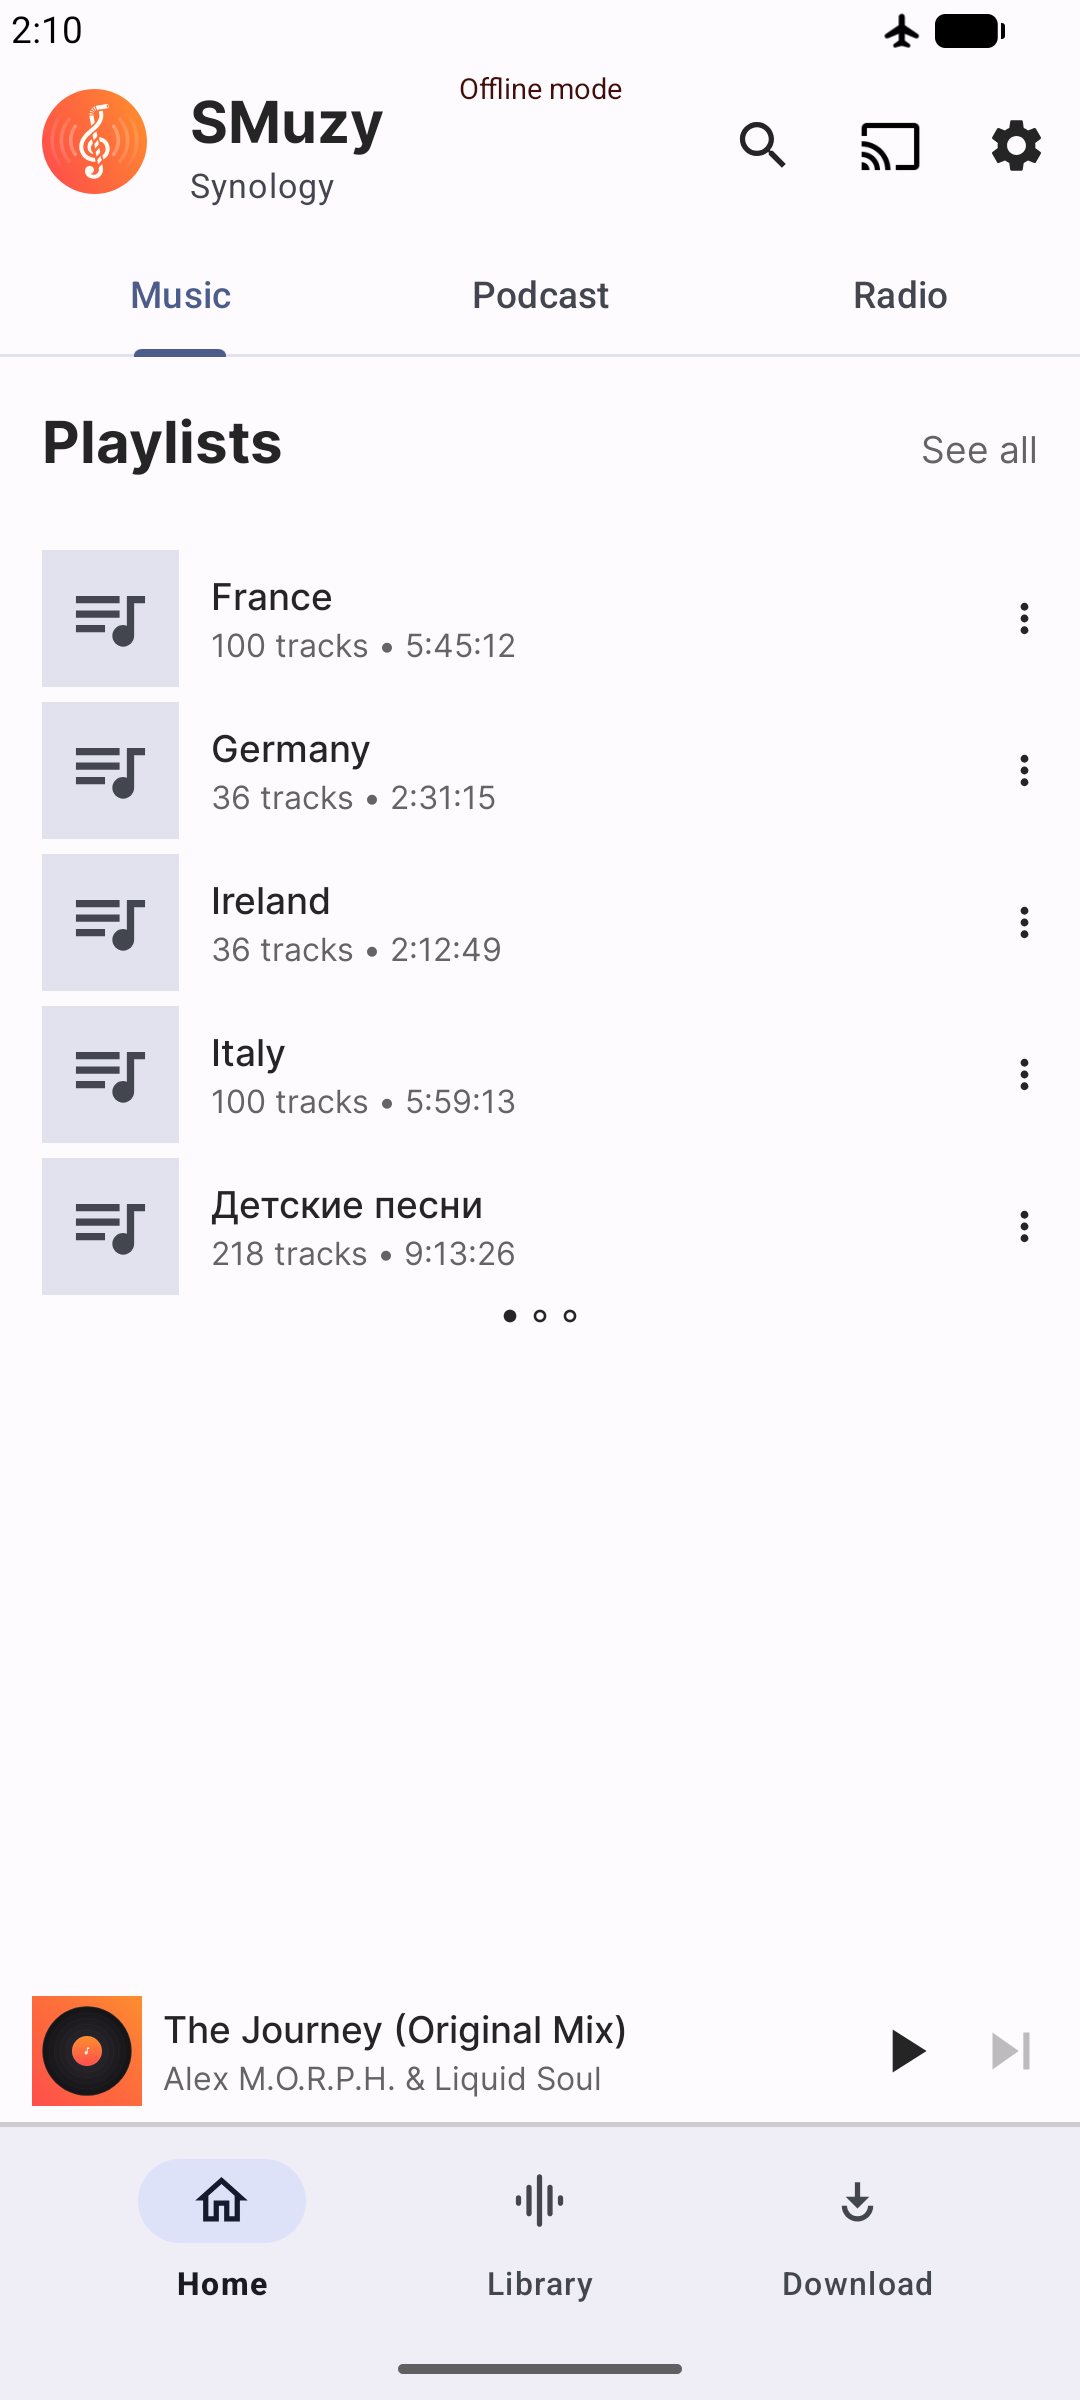 2:10
Offline mode
SMuzy
Synology
Music
Podcast
Radio
Playlists
See all
France
100 tracks • 5:45:12
Germany
36 tracks • 2:31:15
Ireland
36 tracks • 2:12:49
Italy
100 tracks • 5:59:13
Детские песни
218 tracks • 9:13:26
The Journey (Original Mix)
Alex M.O.R.P.H. & Liquid Soul
Home
Library
Download